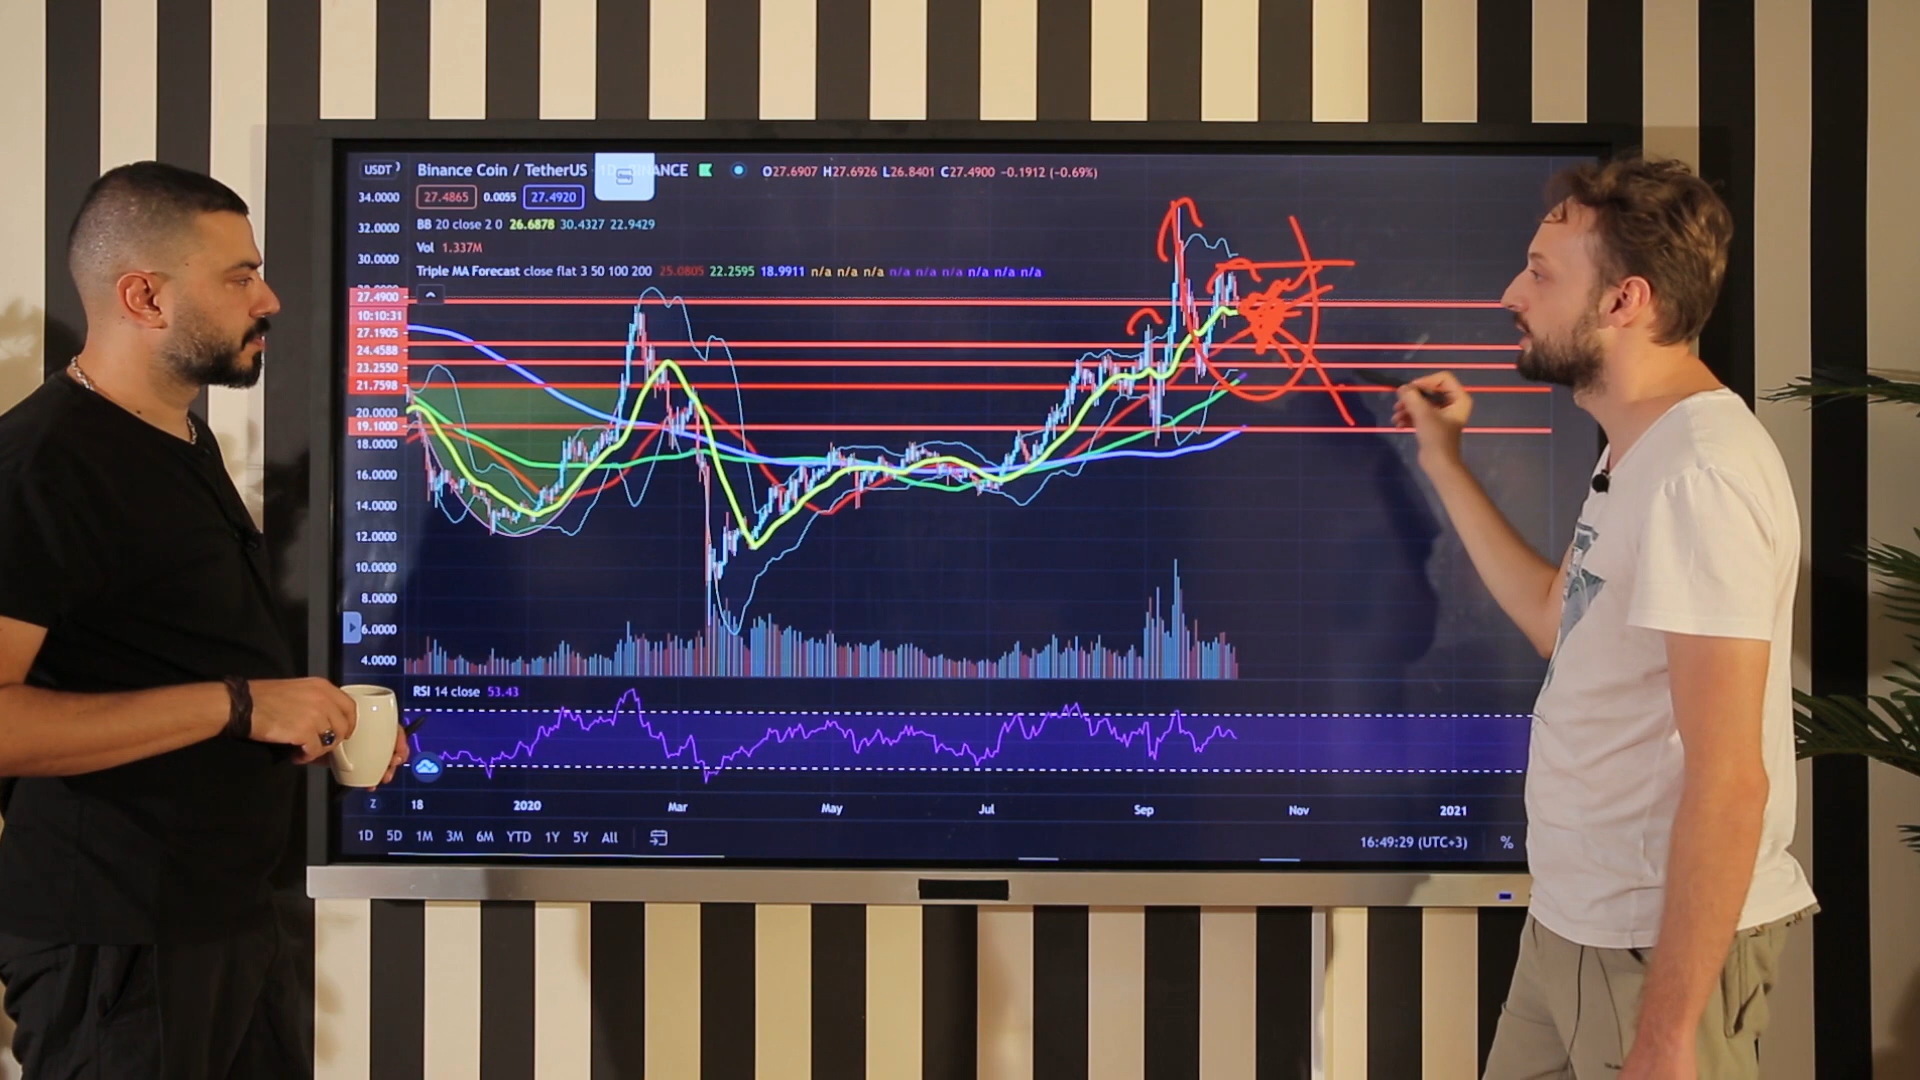 USDT Binance Coin / TetherUS 1D BINANCE O27.6907 H27.6926 L26.8401 C27.4900 −0.1912 (−0.69%)
27.4865 0.0055 27.4920
BB 20 close 2 0 26.6878 30.4327 22.9429
Vol 1.337M
Triple MA Forecast close flat 3 50 100 200 25.0805 22.2595 18.9911 n/a n/a n/a n/a n/a n/a n/a n/a n/a
34.0000
32.0000
30.0000
27.4900
10:10:31
27.1905
24.4588
23.2550
21.7598
20.0000
19.1000
18.0000
16.0000
14.0000
12.0000
10.0000
8.0000
6.0000
4.0000
RSI 14 close 53.43
Z 18 2020 Mar May Jul Sep Nov 2021
1D 5D 1M 3M 6M YTD 1Y 5Y All 16:49:29 (UTC+3) %